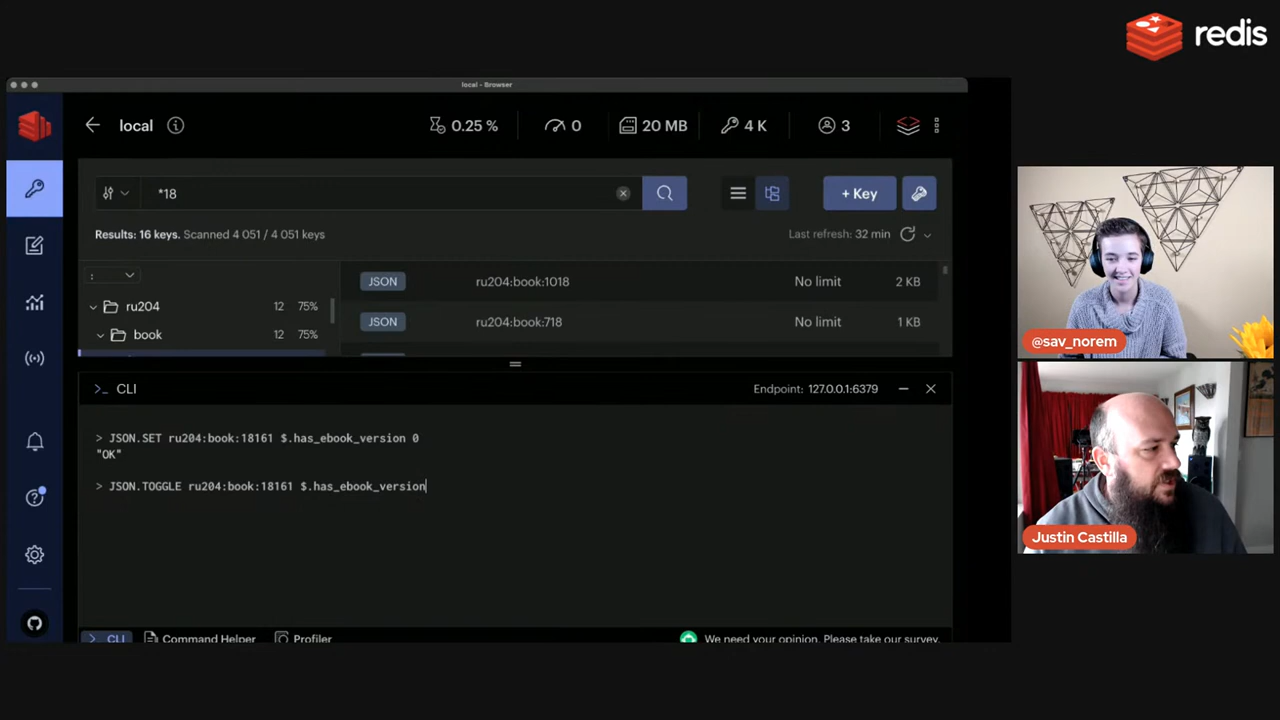 redis
local - Browser
local
0.25 %
0
20 MB
4 K
3
*18
+ Key
Results: 16 keys. Scanned 4 051 / 4 051 keys
Last refresh: 32 min
:
JSON ru204:book:1018 No limit 2 KB
ru204 12 75%
JSON ru204:book:718 No limit 1 KB
book 12 75%
@sav_norem
>_ CLI
Endpoint: 127.0.0.1:6379
> JSON.SET ru204:book:18161 $.has_ebook_version 0
"OK"
> JSON.TOGGLE ru204:book:18161 $.has_ebook_version
Justin Castilla
CLI
Command Helper
Profiler
We need your opinion. Please take our survey.